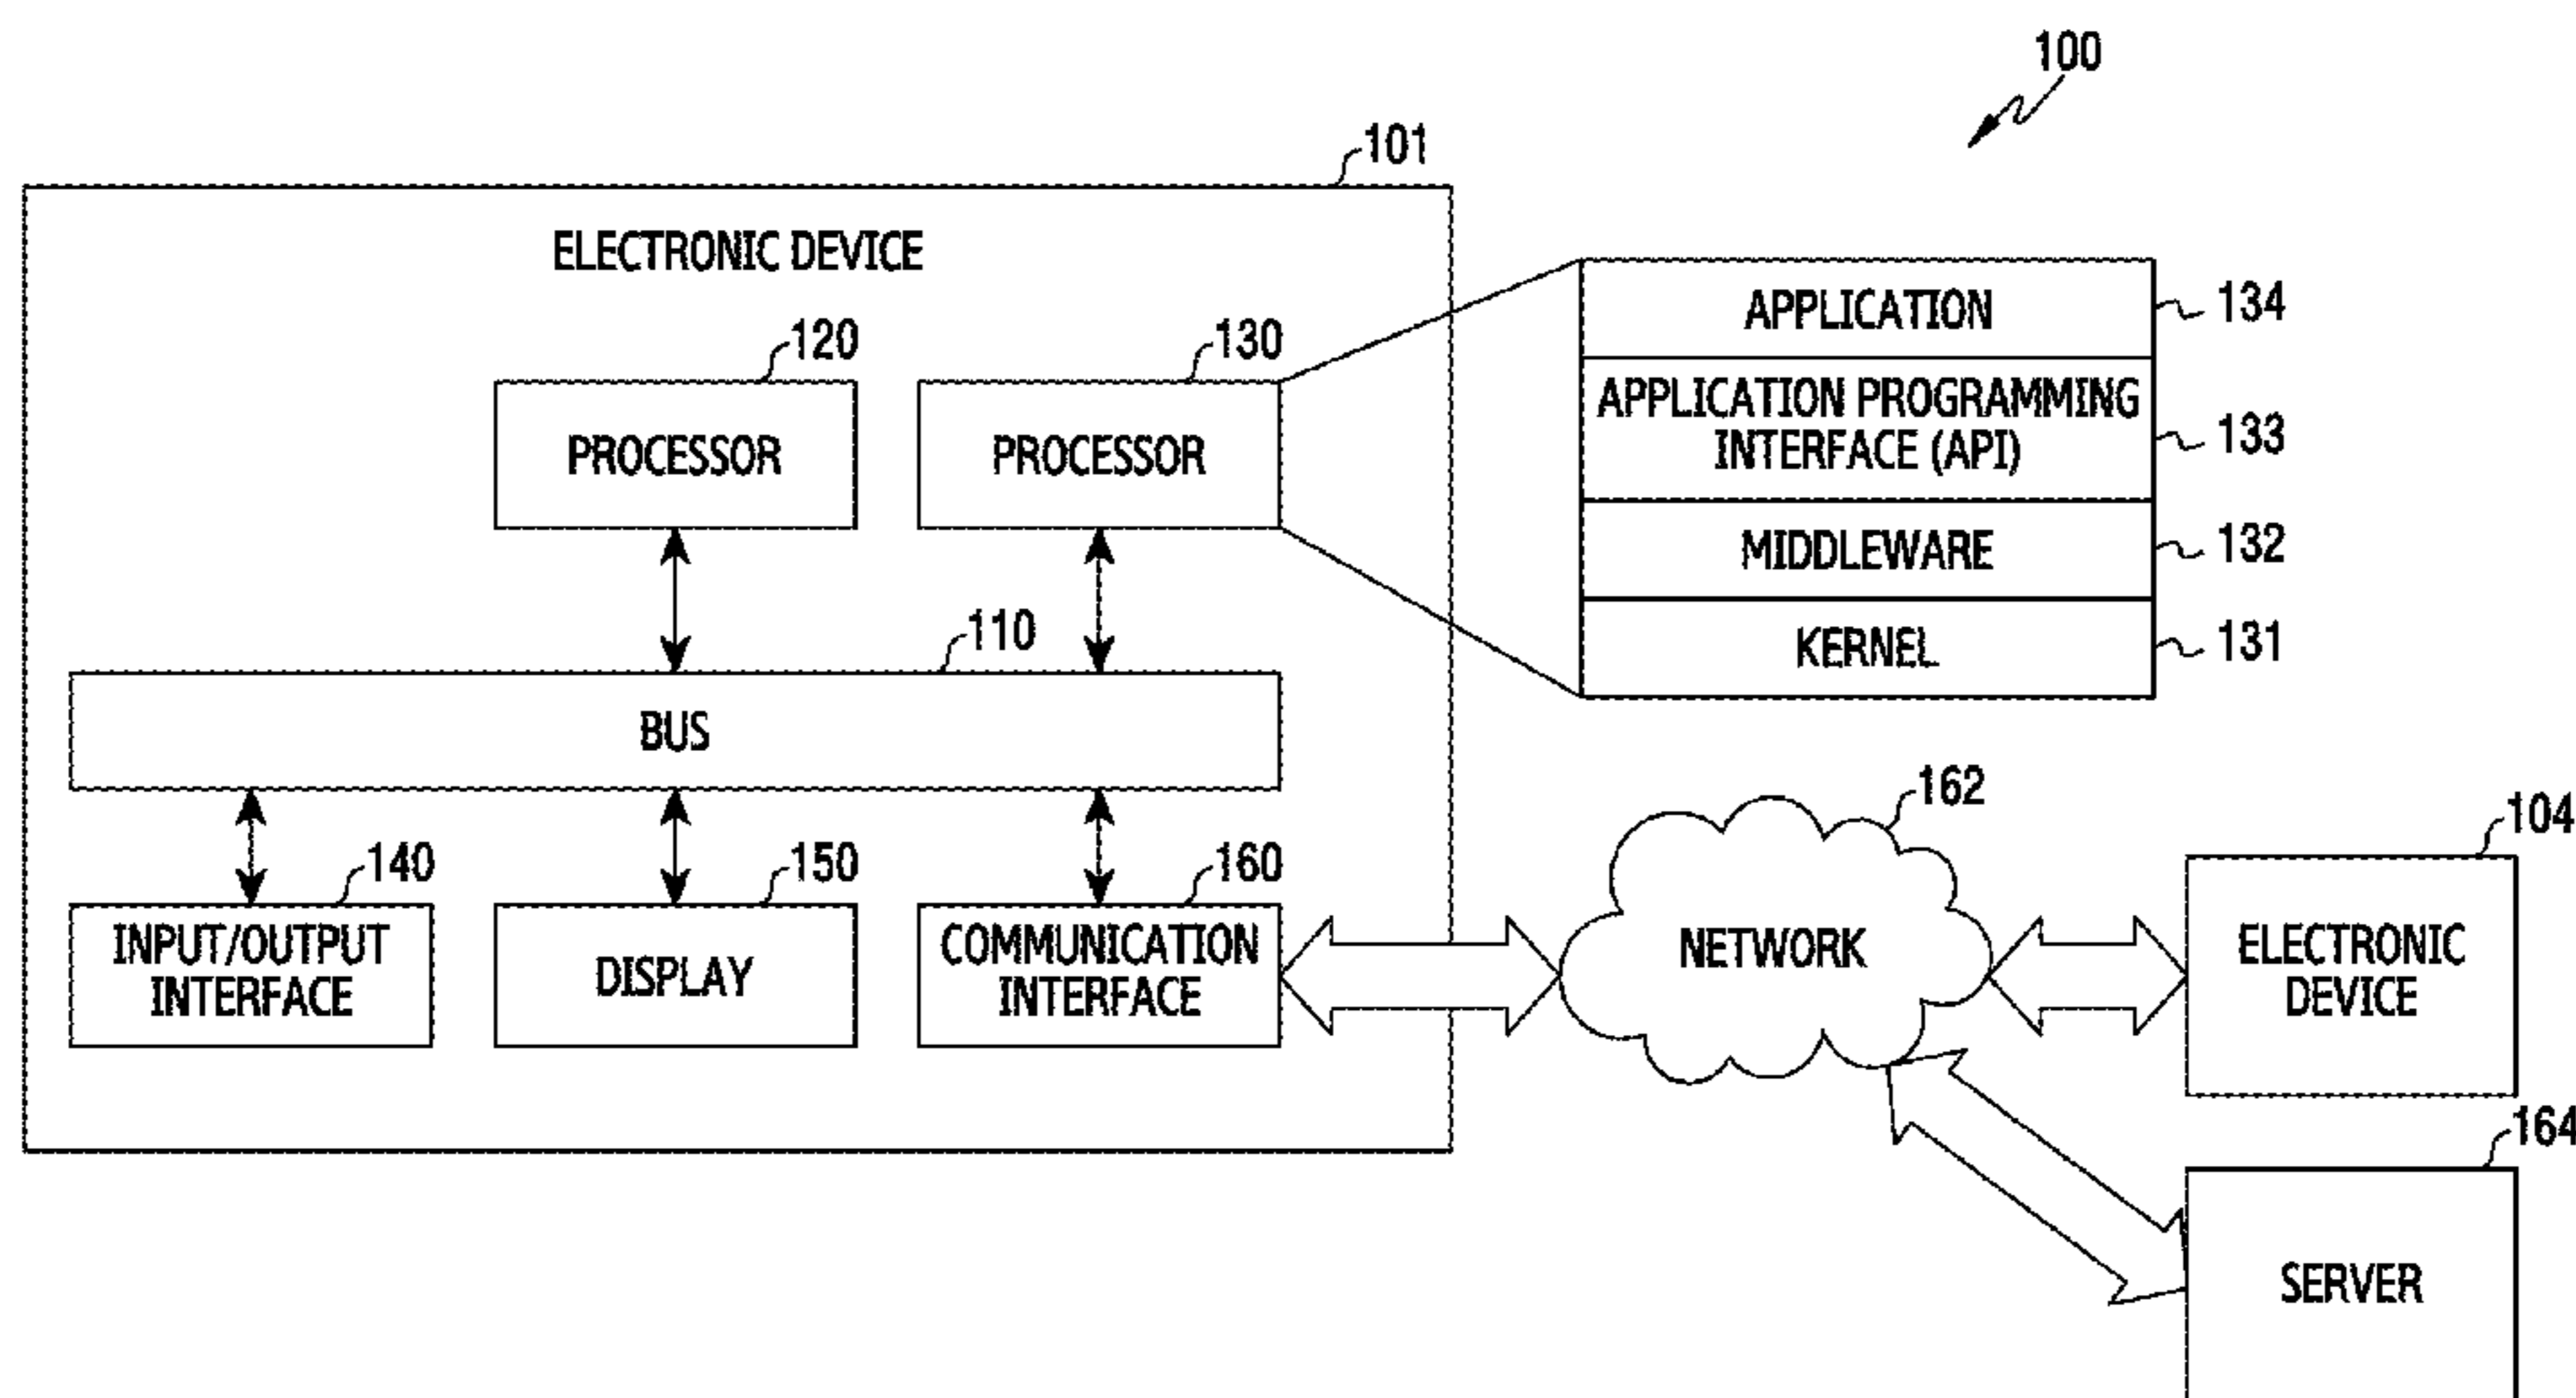 100
101
ELECTRONIC DEVICE
120
130
PROCESSOR
PROCESSOR
110
BUS
140
150
160
INPUT/OUTPUT
INTERFACE
DISPLAY
COMMUNICATION
INTERFACE
APPLICATION
134
APPLICATION PROGRAMMING
INTERFACE (API)
133
MIDDLEWARE
132
KERNEL
131
162
NETWORK
104
ELECTRONIC
DEVICE
164
SERVER